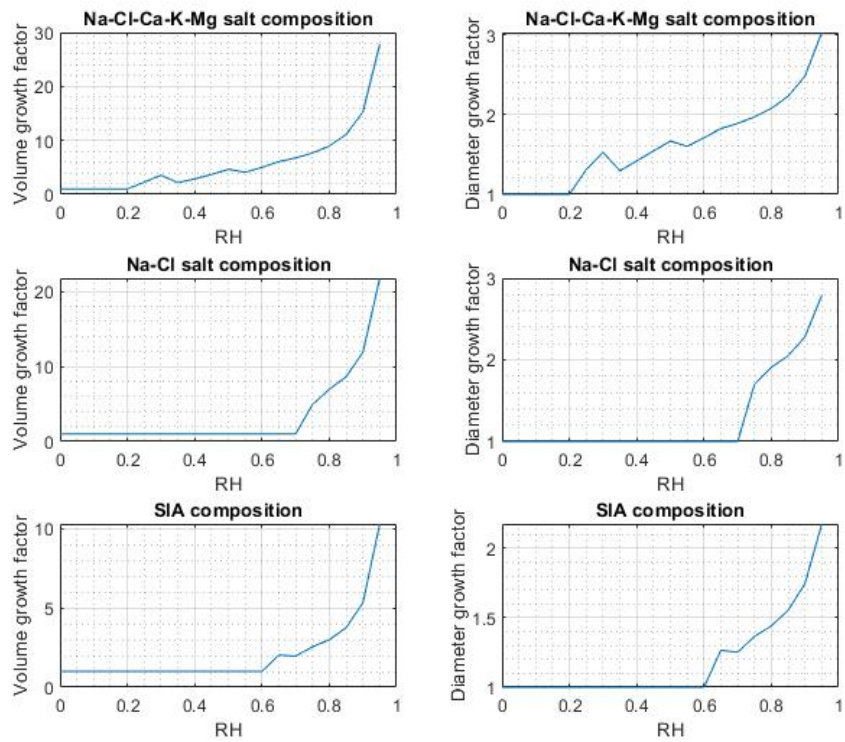 Na-Cl-Ca-K-Mg salt composition
Volume growth factor
30
20
10
0
0 0.2 0.4 0.6 0.8 1
RH
Na-Cl-Ca-K-Mg salt composition
Diameter growth factor
3
2
1
0 0.2 0.4 0.6 0.8 1
RH
Na-Cl salt composition
Volume growth factor
20
10
0
0 0.2 0.4 0.6 0.8 1
RH
Na-Cl salt composition
Diameter growth factor
3
2
1
0 0.2 0.4 0.6 0.8 1
RH
SIA composition
Volume growth factor
10
5
0
0 0.2 0.4 0.6 0.8 1
RH
SIA composition
Diameter growth factor
2
1.5
1
0 0.2 0.4 0.6 0.8 1
RH